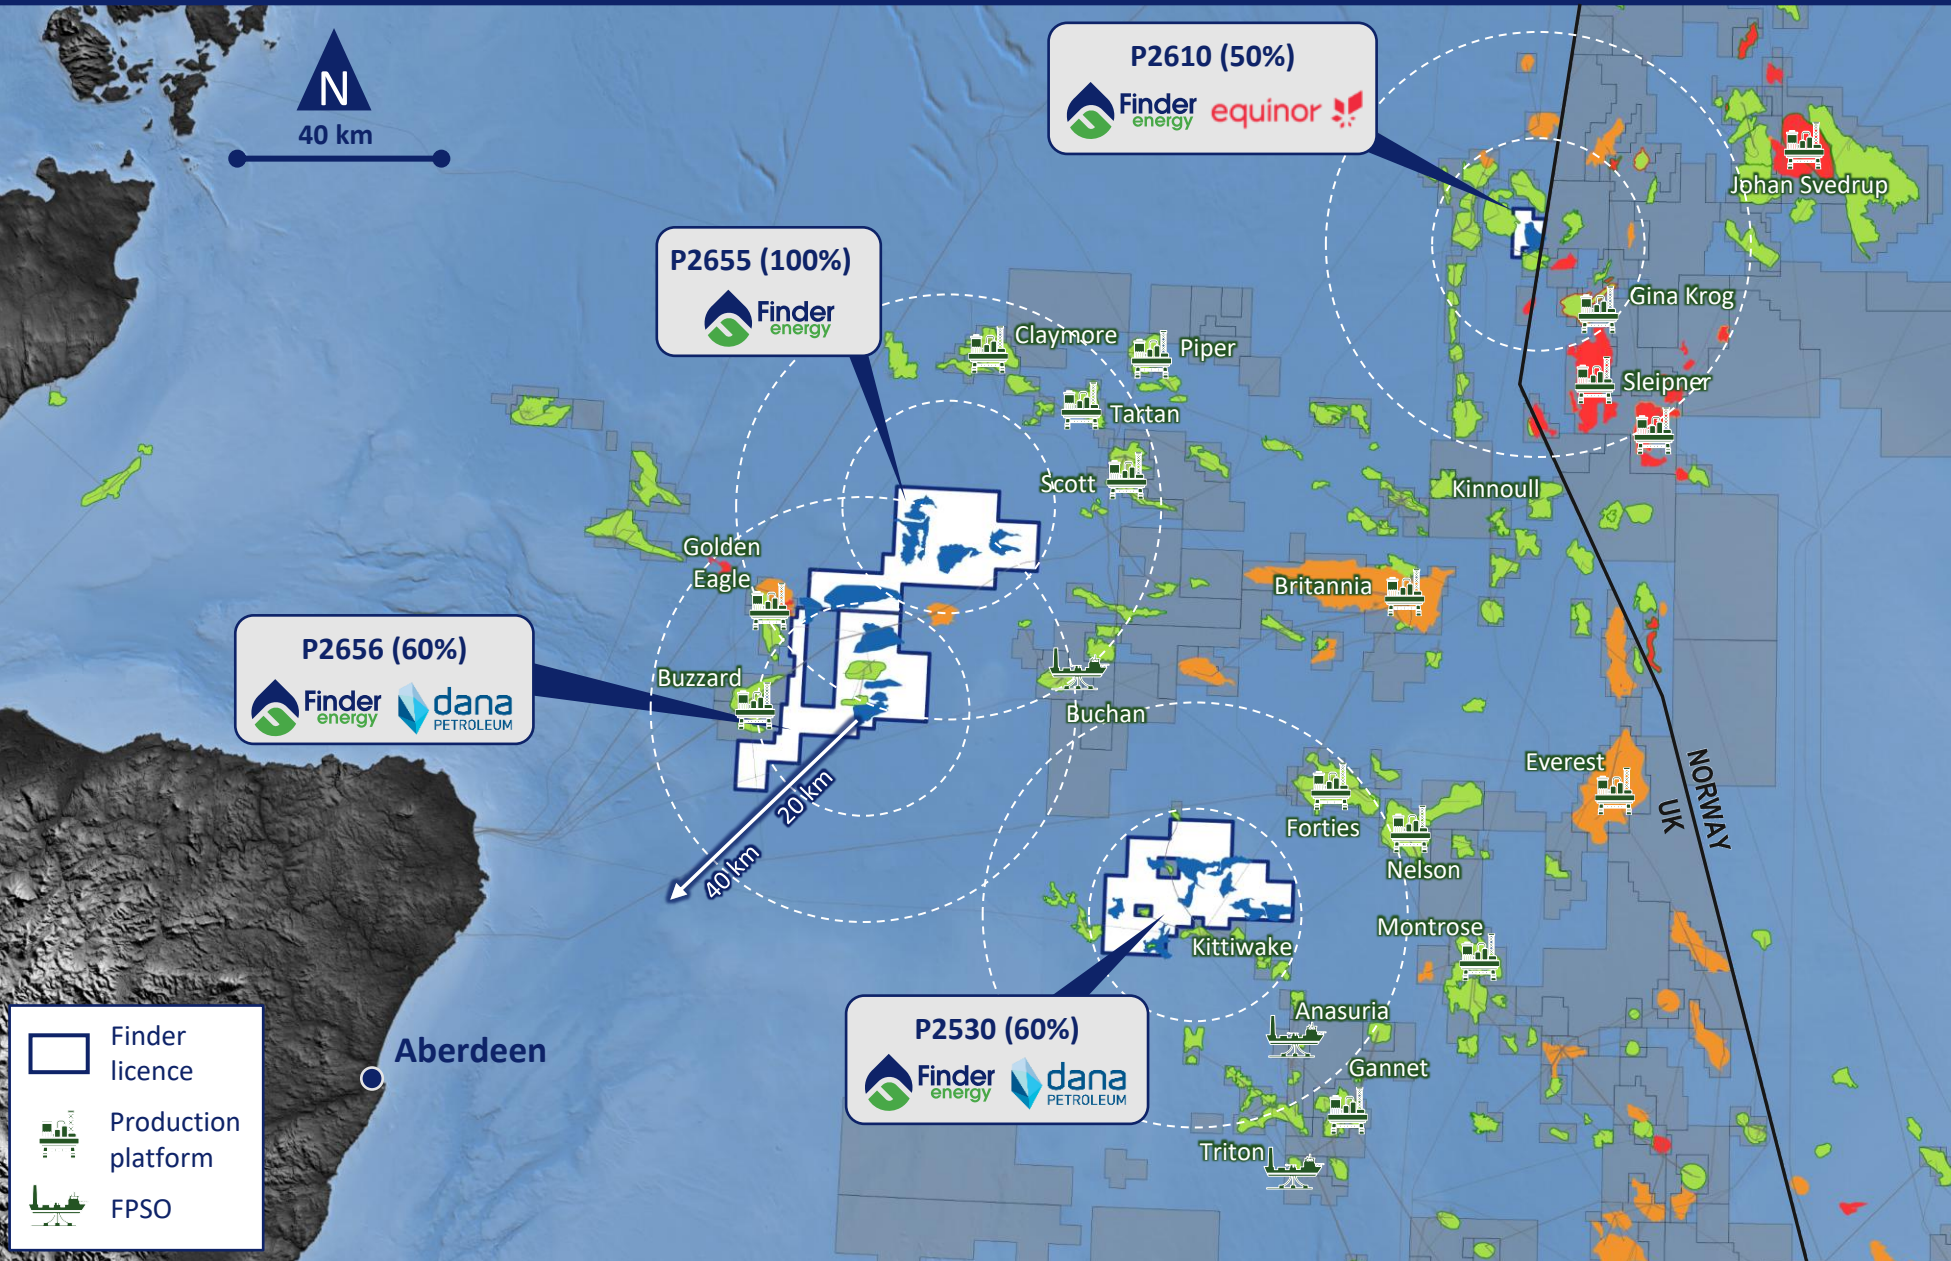 N
40 km
P2610 (50%)
Finder
energy
equinor
Johan Svedrup
P2655 (100%)
Finder
energy
Gina Krog
Claymore
Piper
Sleipner
Tartan
Scott
Kinnoull
Golden
Eagle
Britannia
P2656 (60%)
Finder
energy
dana
PETROLEUM
Buzzard
Buchan
20 km
40 km
Everest
NORWAY
UK
Forties
Nelson
Montrose
Kittiwake
P2530 (60%)
Finder
energy
dana
PETROLEUM
Anasuria
Gannet
Triton
Aberdeen
Finder
licence
Production
platform
FPSO